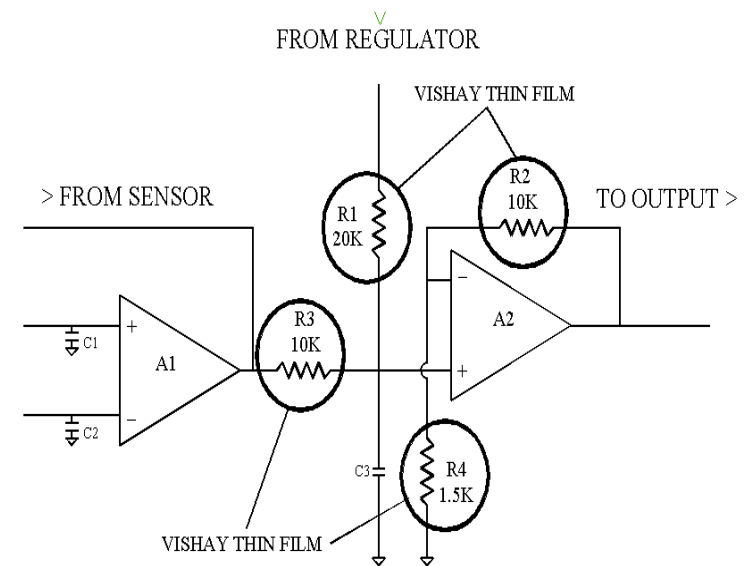 FROM REGULATOR
VISHAY THIN FILM
> FROM SENSOR
R1
20K
R2
10K
TO OUTPUT >
+
A1
−
C1
C2
R3
10K
−
A2
+
C3
R4
1.5K
VISHAY THIN FILM